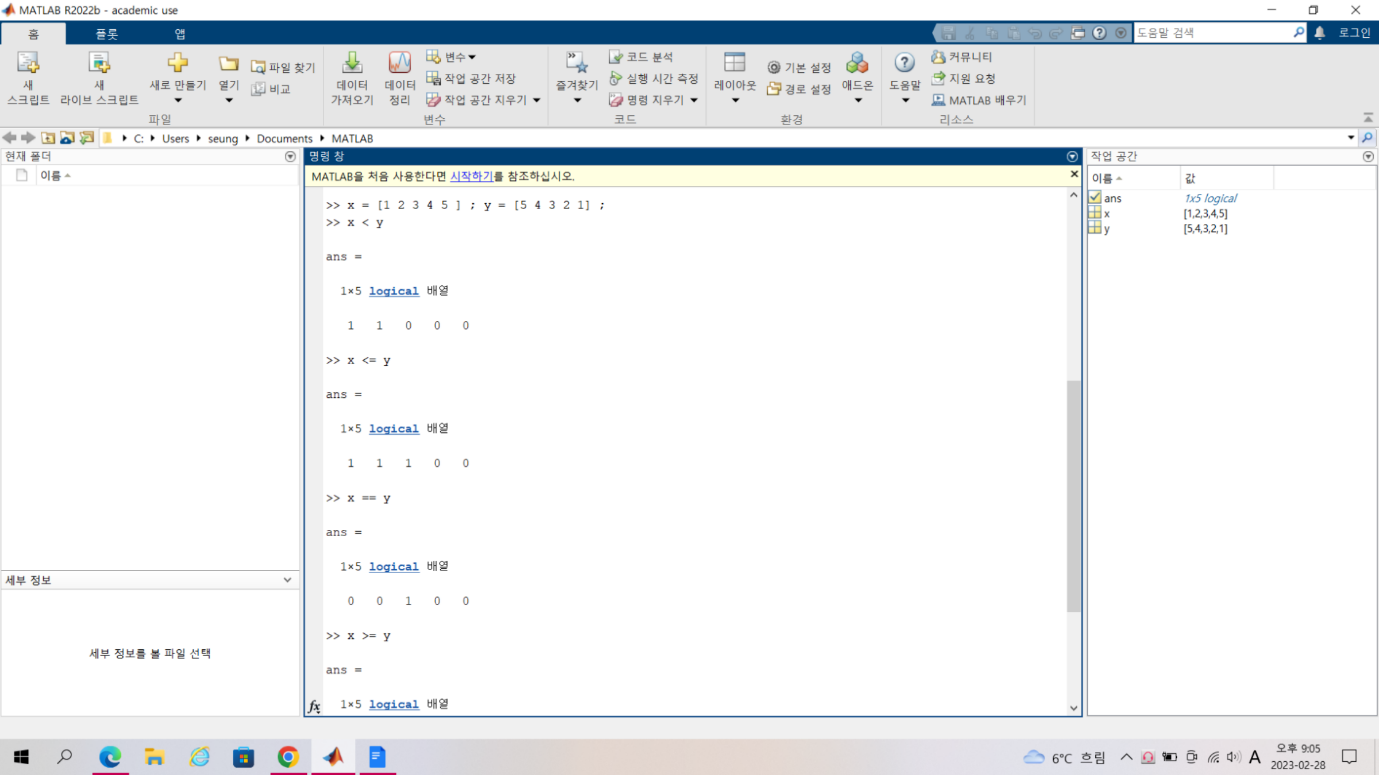 MATLAB R2022b - academic use
홈 플롯 앱
도움말 검색 로그인
새 스크립트
새 라이브 스크립트
새로 만들기
열기
파일 찾기
비교
파일
데이터 가져오기
데이터 정리
변수
작업 공간 저장
작업 공간 지우기
변수
즐겨찾기
코드 분석
실행 시간 측정
명령 지우기
코드
레이아웃
기본 설정
경로 설정
애드온
환경
도움말
커뮤니티
지원 요청
MATLAB 배우기
리소스
C: Users seung Documents MATLAB
현재 폴더
이름
세부 정보
세부 정보를 볼 파일 선택
명령 창
MATLAB을 처음 사용한다면 시작하기를 참조하십시오.
>> x = [1 2 3 4 5 ] ; y = [5 4 3 2 1] ;
>> x < y
ans =
1×5 logical 배열
1 1 0 0 0
>> x <= y
ans =
1×5 logical 배열
1 1 1 0 0
>> x == y
ans =
1×5 logical 배열
0 0 1 0 0
>> x >= y
ans =
1×5 logical 배열
fx
작업 공간
이름 값
ans 1x5 logical
x [1,2,3,4,5]
y [5,4,3,2,1]
6°C 흐림
A
오후 9:05
2023-02-28